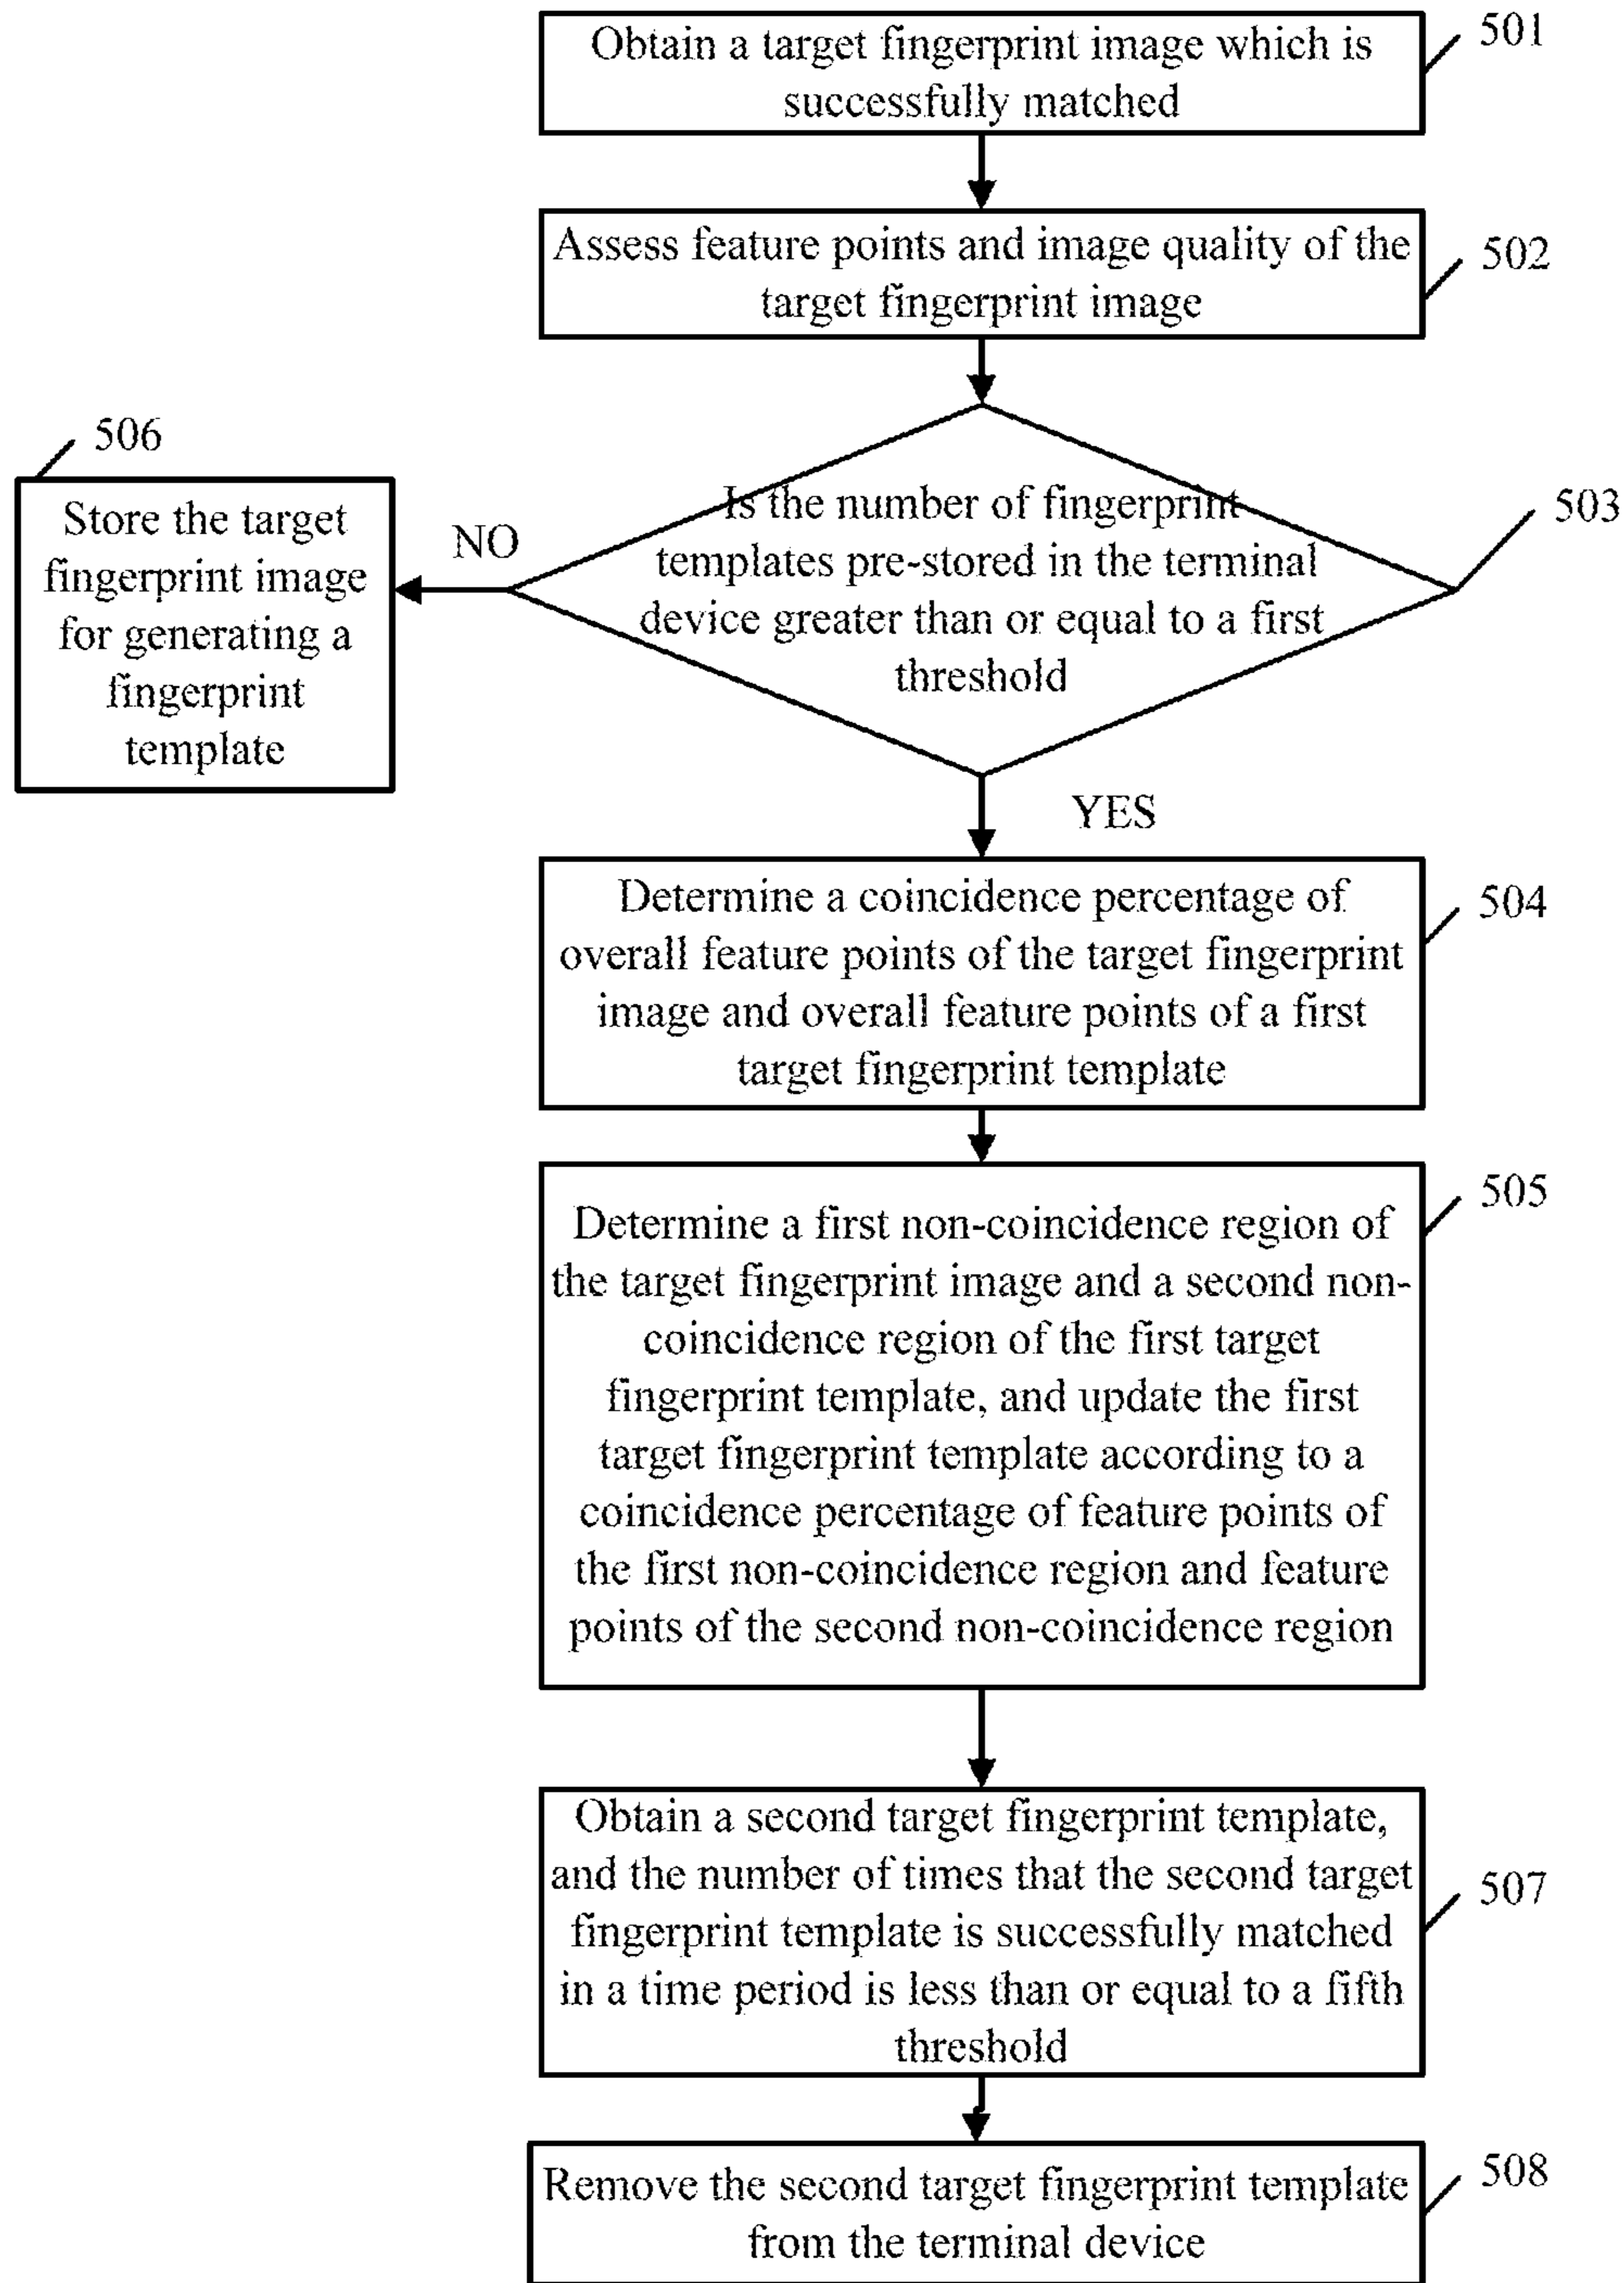 Obtain a target fingerprint image which is
successfully matched
501
Assess feature points and image quality of the
target fingerprint image
502
Is the number of fingerprint
templates pre-stored in the terminal
device greater than or equal to a first
threshold
503
NO
506
Store the target
fingerprint image
for generating a
fingerprint
template
YES
Determine a coincidence percentage of
overall feature points of the target fingerprint
image and overall feature points of a first
target fingerprint template
504
Determine a first non-coincidence region of
the target fingerprint image and a second non-
coincidence region of the first target
fingerprint template, and update the first
target fingerprint template according to a
coincidence percentage of feature points of
the first non-coincidence region and feature
points of the second non-coincidence region
505
Obtain a second target fingerprint template,
and the number of times that the second target
fingerprint template is successfully matched
in a time period is less than or equal to a fifth
threshold
507
Remove the second target fingerprint template
from the terminal device
508